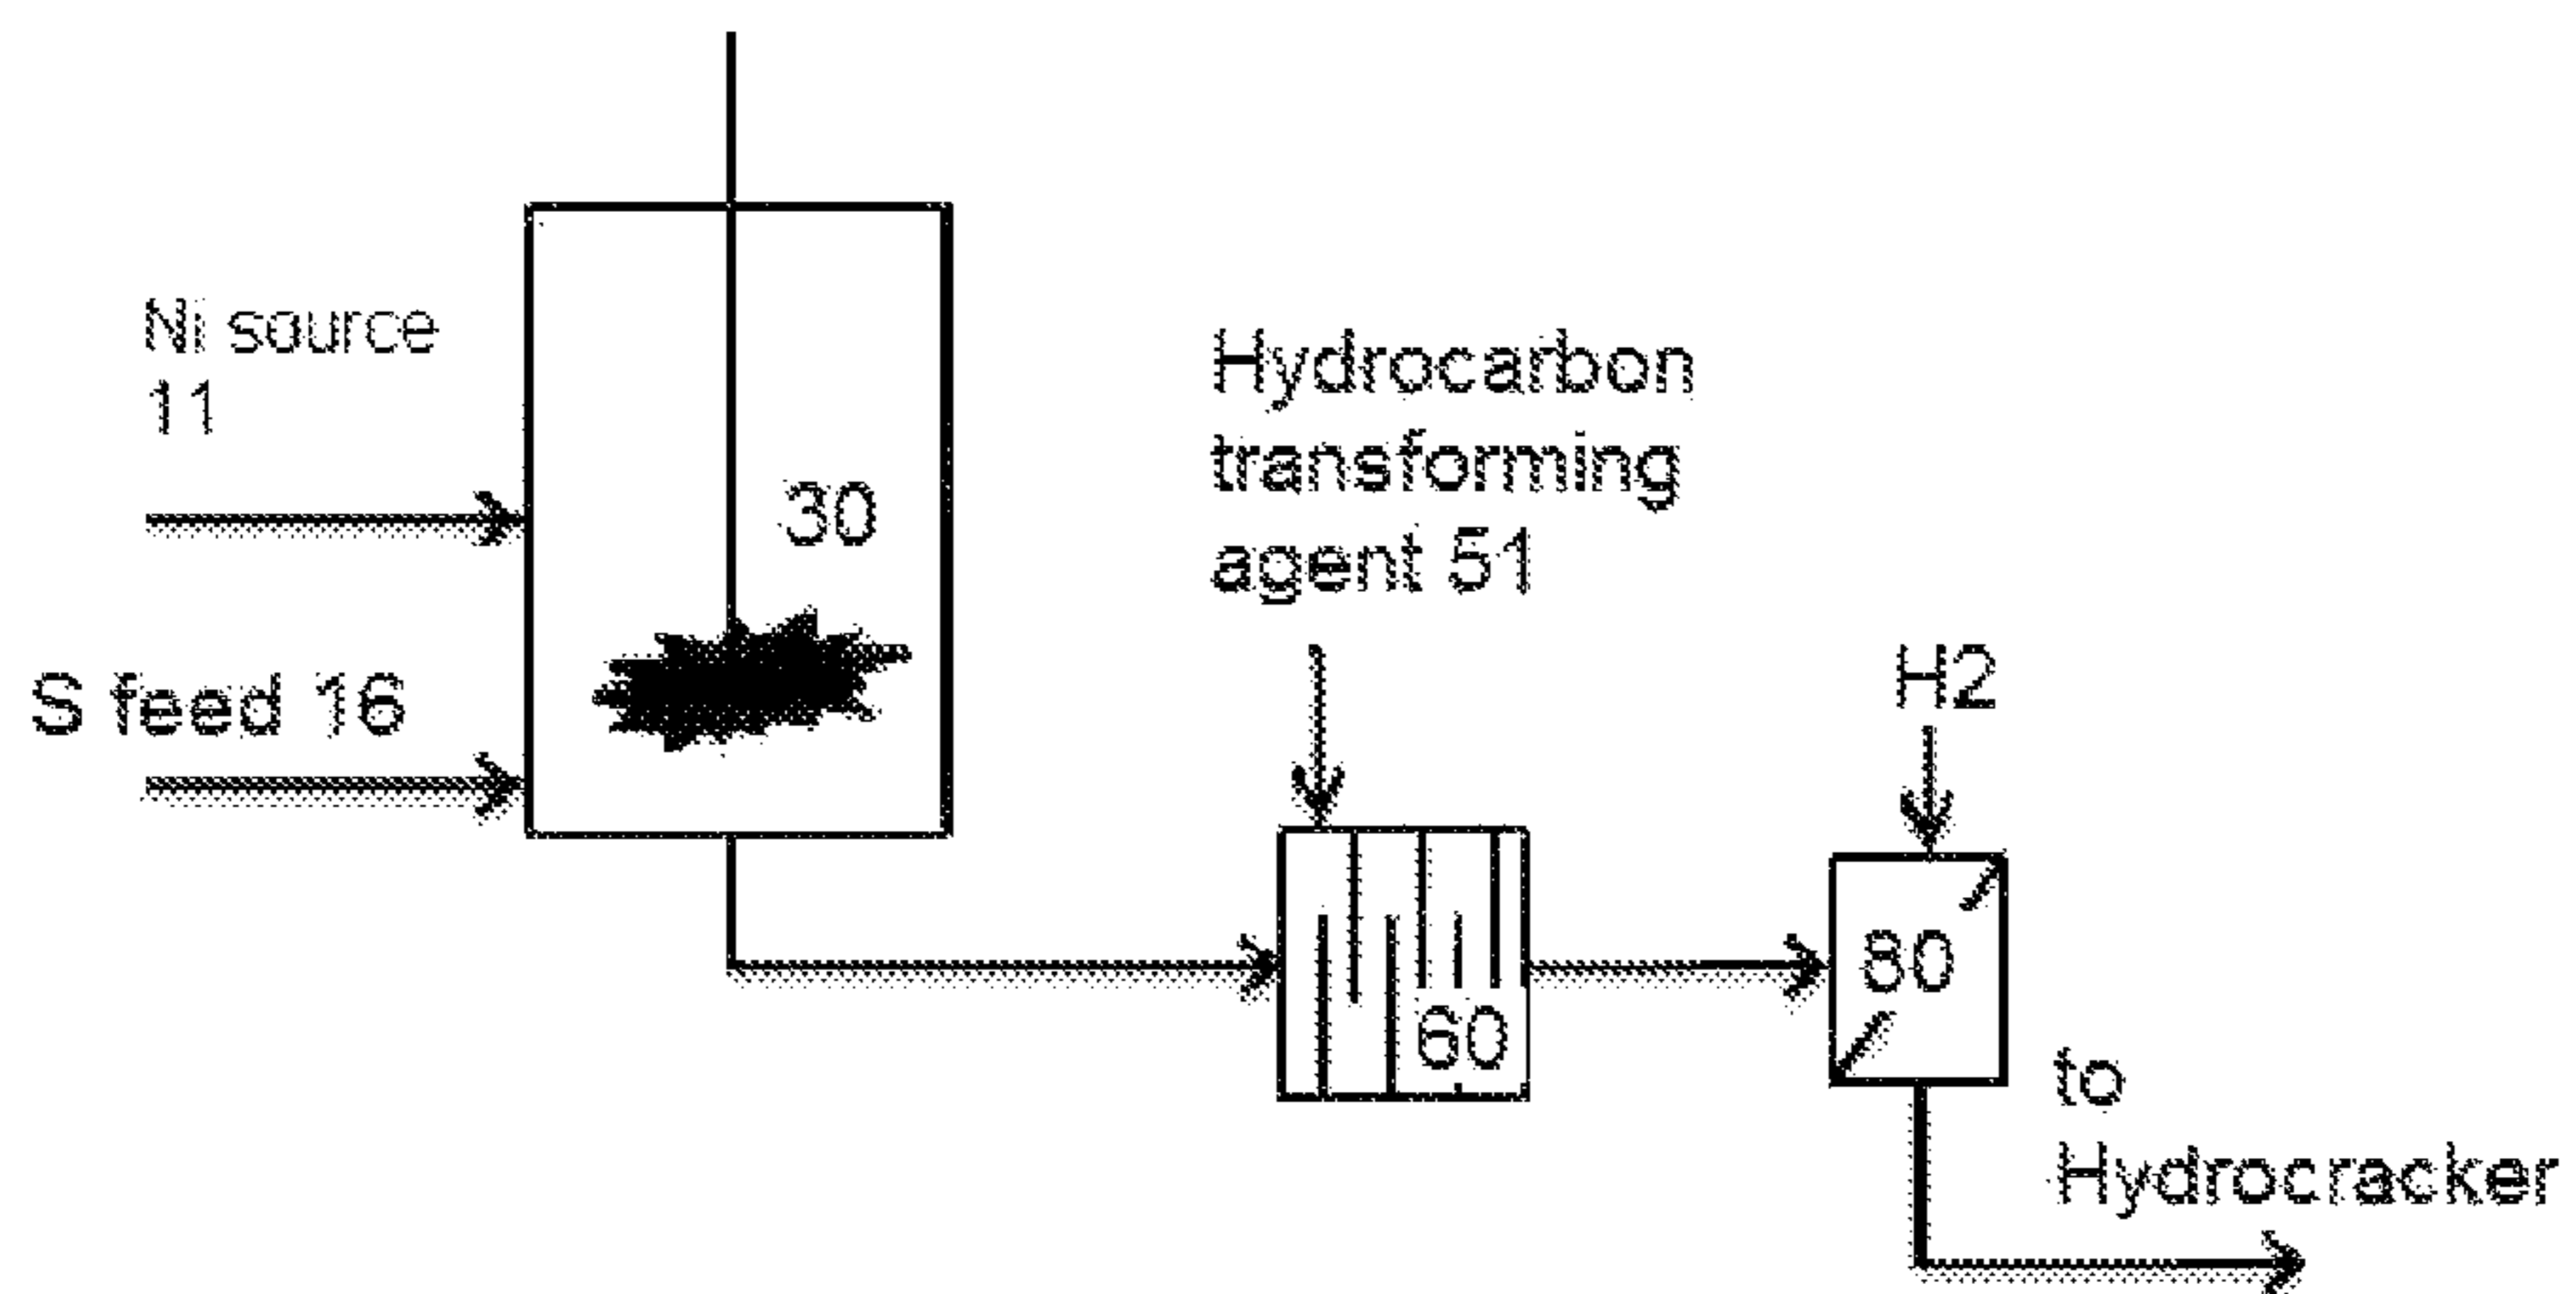 Ni source
11
30
S feed 16
Hydrocarbon
transforming
agent 51
H2
60
80
to
Hydrocracker